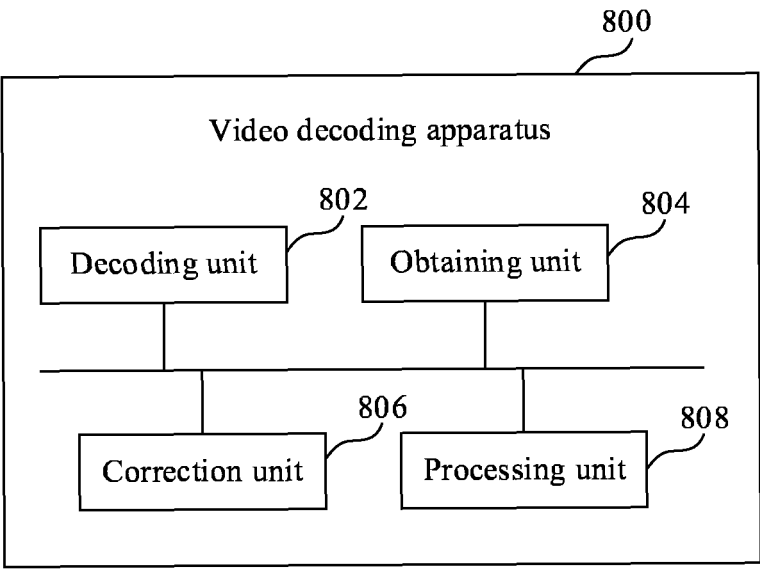 800
Video decoding apparatus
802
804
Decoding unit
Obtaining unit
806
808
Correction unit
Processing unit